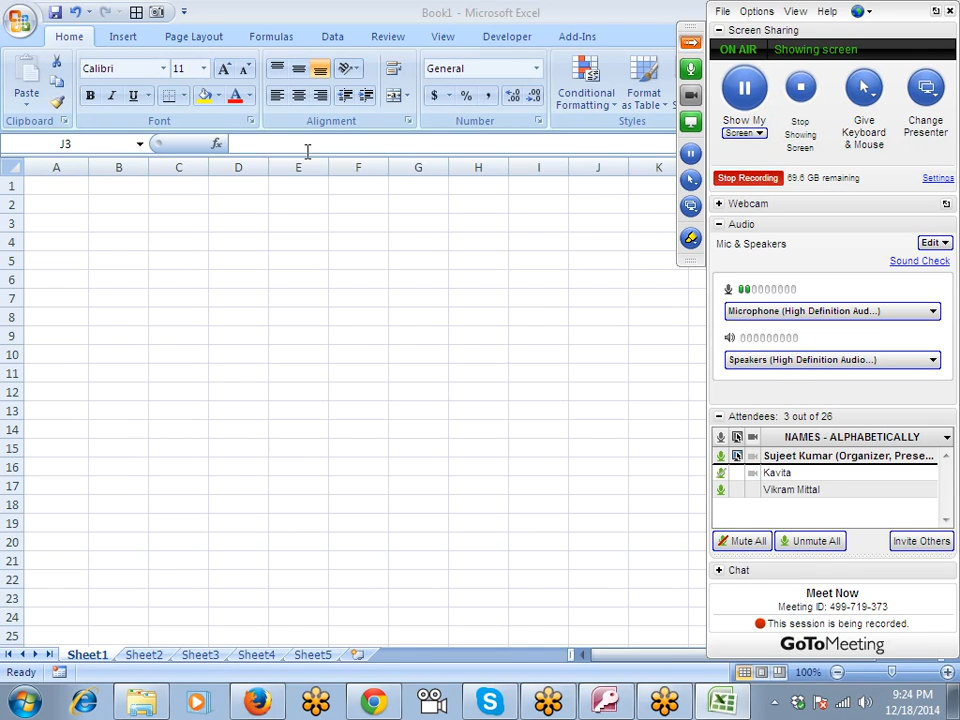 Book1 - Microsoft Excel
Home Insert Page Layout Formulas Data Review View Developer Add-Ins
Paste
Clipboard
Calibri 11
B I U
A A
A
Font
Alignment
General
$ % ,
Number
Conditional Formatting
Format as Table
Styles
J3 fx
A B C D E F G H I J K
1
2
3
4
5
6
7
8
9
10
11
12
13
14
15
16
17
18
19
20
21
22
23
24
25
Sheet1 Sheet2 Sheet3 Sheet4 Sheet5
Ready
100%
File Options View Help
Screen Sharing
ON AIR Showing screen
Show My
Screen
Stop Showing Screen
Give Keyboard & Mouse
Change Presenter
Stop Recording 69.6 GB remaining Settings
Webcam
Audio
Mic & Speakers Edit
Sound Check
Microphone (High Definition Aud...)
Speakers (High Definition Audio...)
Attendees: 3 out of 26
NAMES - ALPHABETICALLY
Sujeet Kumar (Organizer, Prese...
Kavita
Vikram Mittal
Mute All Unmute All Invite Others
Chat
Meet Now
Meeting ID: 499-719-373
This session is being recorded.
GoToMeeting
9:24 PM
12/18/2014